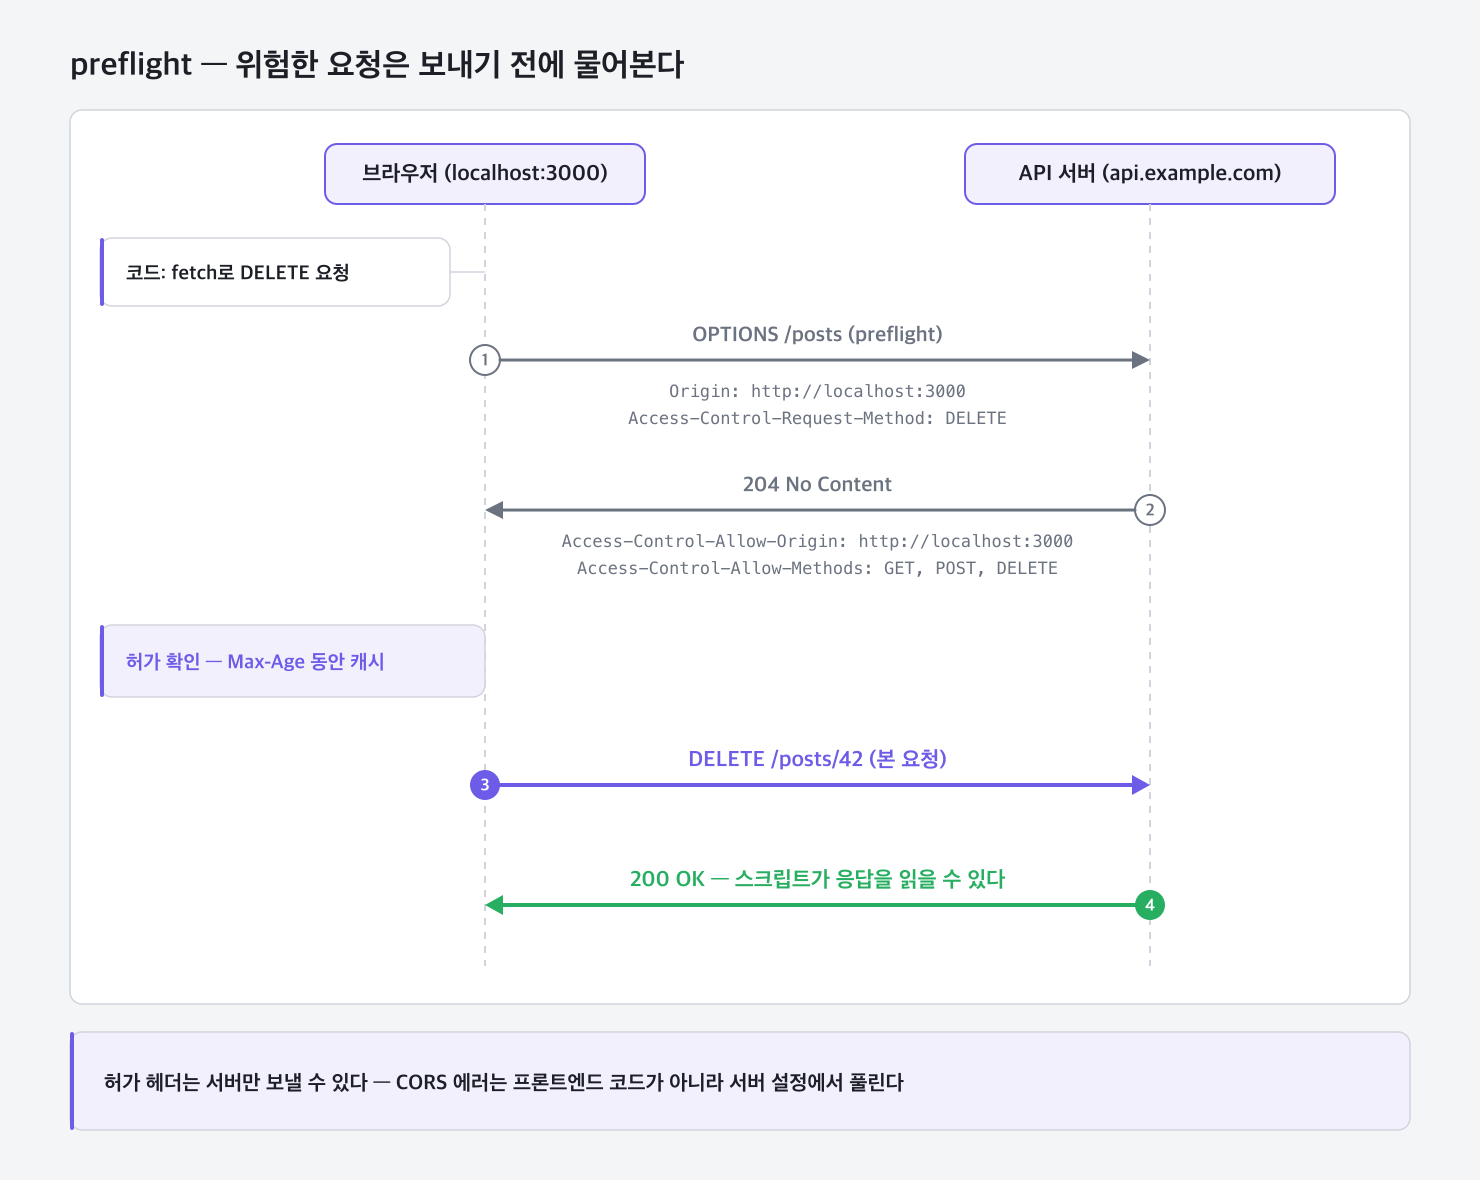 preflight — 위험한 요청은 보내기 전에 물어본다
브라우저 (localhost:3000)
API 서버 (api.example.com)
코드: fetch로 DELETE 요청
OPTIONS /posts (preflight)
1
Origin: http://localhost:3000
Access-Control-Request-Method: DELETE
204 No Content
2
Access-Control-Allow-Origin: http://localhost:3000
Access-Control-Allow-Methods: GET, POST, DELETE
허가 확인 — Max-Age 동안 캐시
DELETE /posts/42 (본 요청)
3
200 OK — 스크립트가 응답을 읽을 수 있다
4
허가 헤더는 서버만 보낼 수 있다 — CORS 에러는 프론트엔드 코드가 아니라 서버 설정에서 풀린다